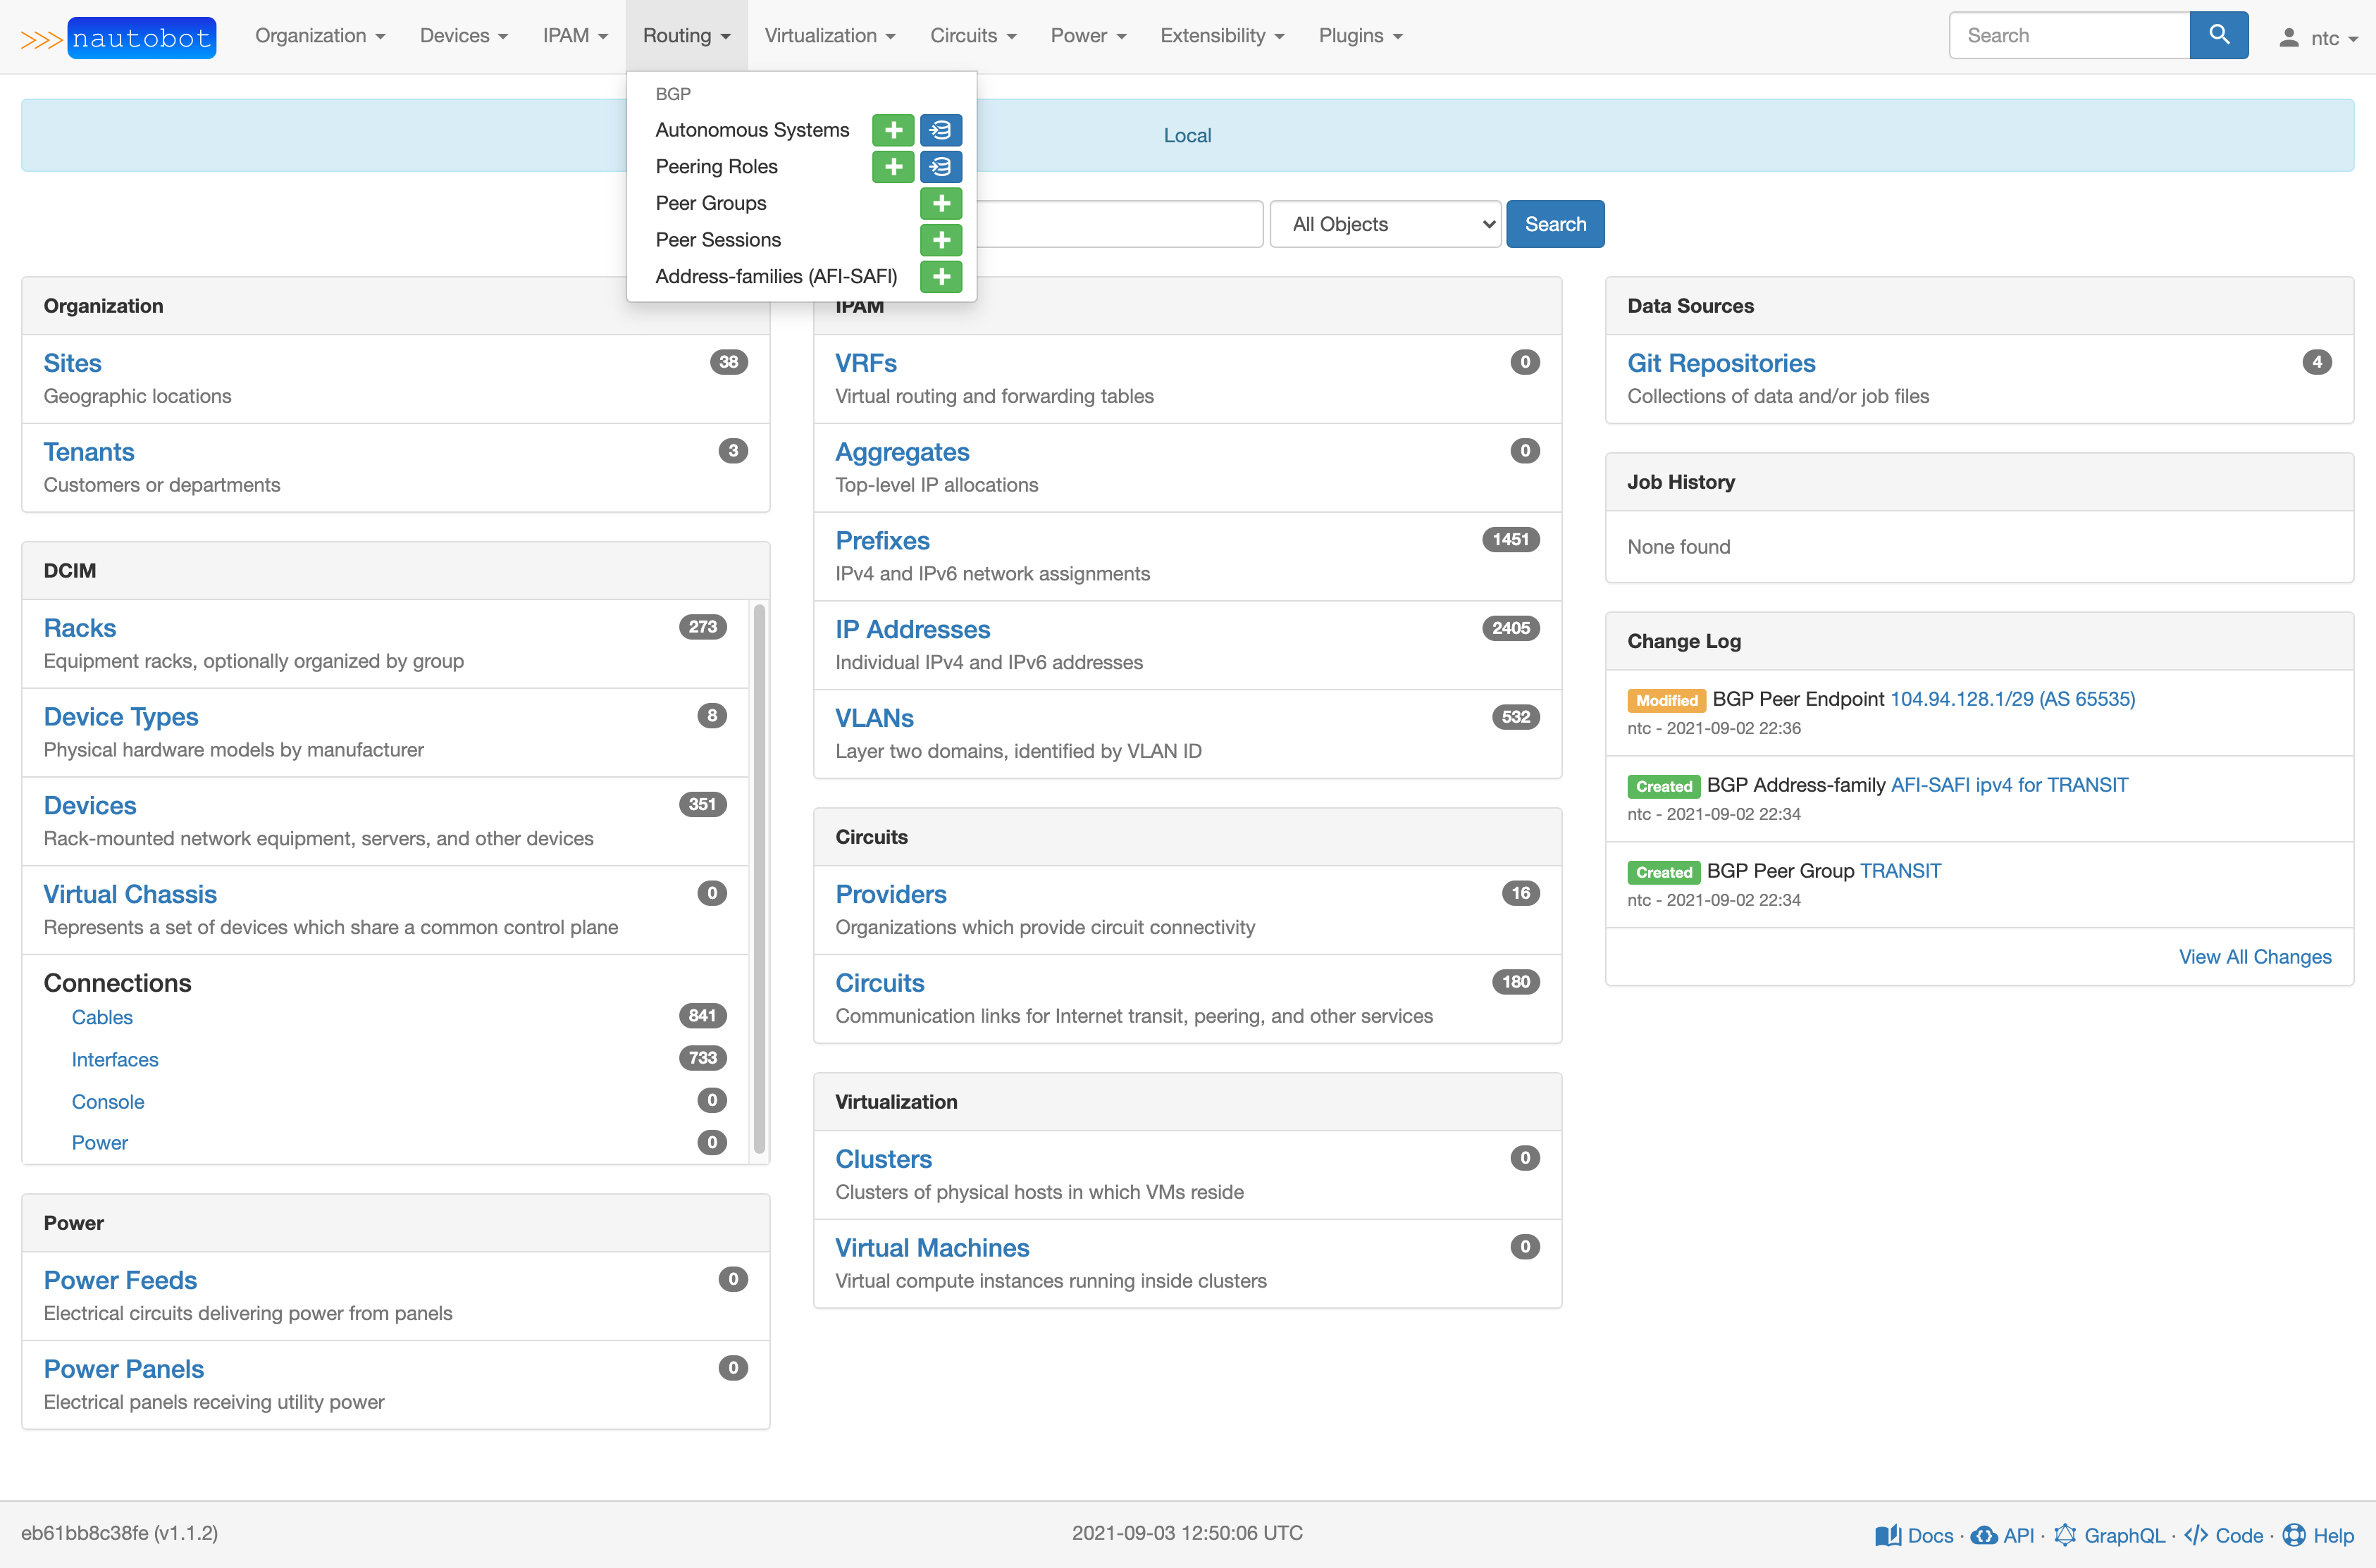 >>> nautobot Organization Devices IPAM Routing Virtualization Circuits Power Extensibility Plugins Search ntc
BGP
Autonomous Systems
Peering Roles
Peer Groups
Peer Sessions
Address-families (AFI-SAFI)
Local
All Objects Search
Organization
Sites 38
Geographic locations
Tenants 3
Customers or departments
DCIM
Racks 273
Equipment racks, optionally organized by group
Device Types 8
Physical hardware models by manufacturer
Devices 351
Rack-mounted network equipment, servers, and other devices
Virtual Chassis 0
Represents a set of devices which share a common control plane
Connections
Cables 841
Interfaces 733
Console 0
Power 0
Power
Power Feeds 0
Electrical circuits delivering power from panels
Power Panels 0
Electrical panels receiving utility power
IPAM
VRFs 0
Virtual routing and forwarding tables
Aggregates 0
Top-level IP allocations
Prefixes 1451
IPv4 and IPv6 network assignments
IP Addresses 2405
Individual IPv4 and IPv6 addresses
VLANs 532
Layer two domains, identified by VLAN ID
Circuits
Providers 16
Organizations which provide circuit connectivity
Circuits 180
Communication links for Internet transit, peering, and other services
Virtualization
Clusters 0
Clusters of physical hosts in which VMs reside
Virtual Machines 0
Virtual compute instances running inside clusters
Data Sources
Git Repositories 4
Collections of data and/or job files
Job History
None found
Change Log
Modified BGP Peer Endpoint 104.94.128.1/29 (AS 65535)
ntc - 2021-09-02 22:36
Created BGP Address-family AFI-SAFI ipv4 for TRANSIT
ntc - 2021-09-02 22:34
Created BGP Peer Group TRANSIT
ntc - 2021-09-02 22:34
View All Changes
eb61bb8c38fe (v1.1.2) 2021-09-03 12:50:06 UTC Docs · API · GraphQL · Code · Help